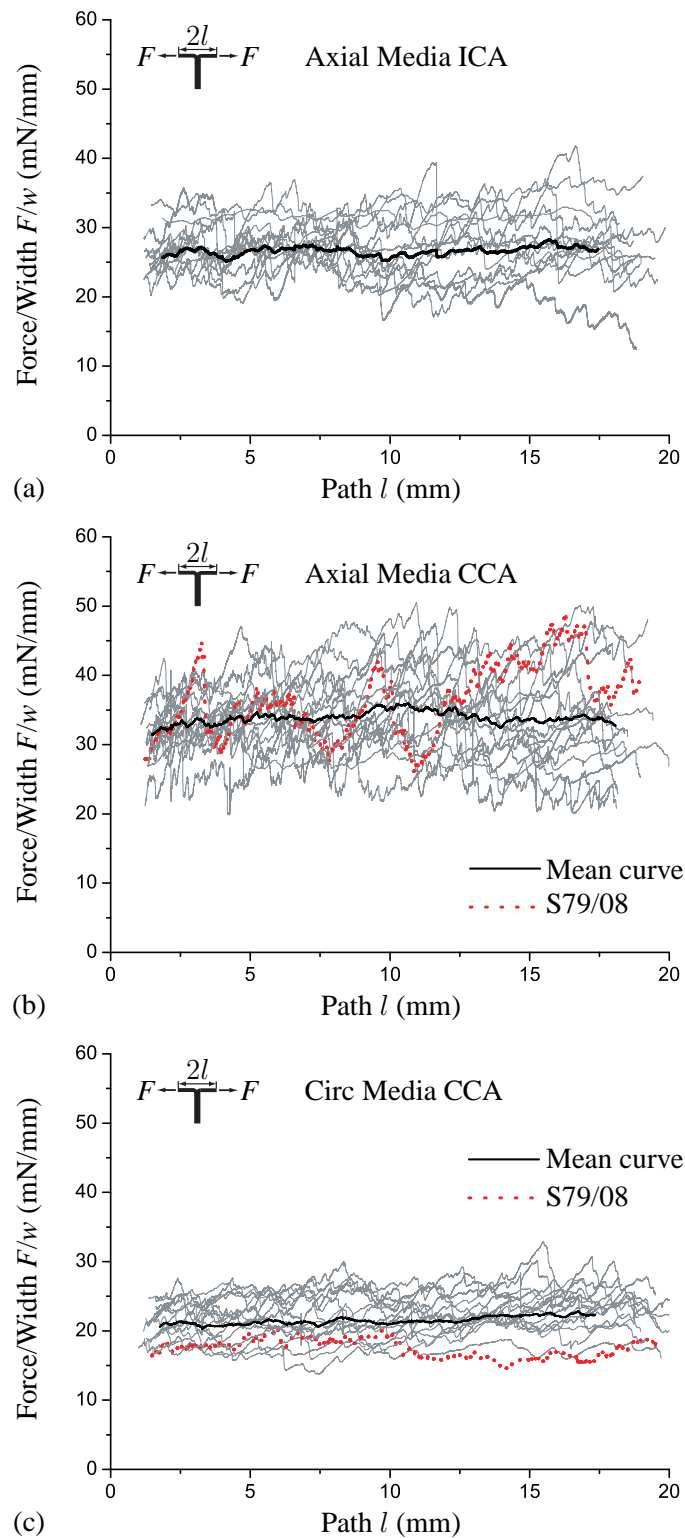 60
50
40
30
20
10
0
Force/Width F/w (mN/mm)
2l
F F
Axial Media ICA
0 5 10 15 20
Path l (mm)
(a)
60
50
40
30
20
10
0
Force/Width F/w (mN/mm)
2l
F F
Axial Media CCA
Mean curve
S79/08
0 5 10 15 20
Path l (mm)
(b)
60
50
40
30
20
10
0
Force/Width F/w (mN/mm)
2l
F F
Circ Media CCA
Mean curve
S79/08
0 5 10 15 20
Path l (mm)
(c)